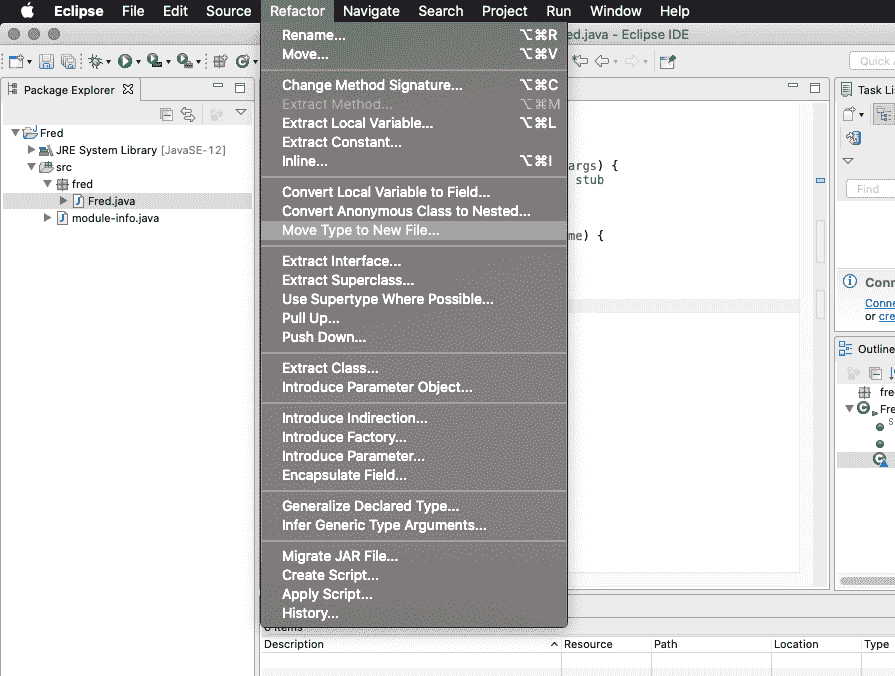 Eclipse File Edit Source Refactor Navigate Search Project Run Window Help
Fred.java - Eclipse IDE
Quick A
Package Explorer
Task Lis
Fred
JRE System Library [JavaSE-12]
src
fred
Fred.java
module-info.java
Rename... ⌥⌘R
Move... ⌥⌘V
Change Method Signature... ⌥⌘C
Extract Method... ⌥⌘M
Extract Local Variable... ⌥⌘L
Extract Constant...
Inline... ⌥⌘I
Convert Local Variable to Field...
Convert Anonymous Class to Nested...
Move Type to New File...
Extract Interface...
Extract Superclass...
Use Supertype Where Possible...
Pull Up...
Push Down...
Extract Class...
Introduce Parameter Object...
Introduce Indirection...
Introduce Factory...
Introduce Parameter...
Encapsulate Field...
Generalize Declared Type...
Infer Generic Type Arguments...
Migrate JAR File...
Create Script...
Apply Script...
History...
args) {
stub
me) {
Find
Conn
Conne
or cre
Outline
fre
Fre
S
0 items
Description Resource Path Location Type